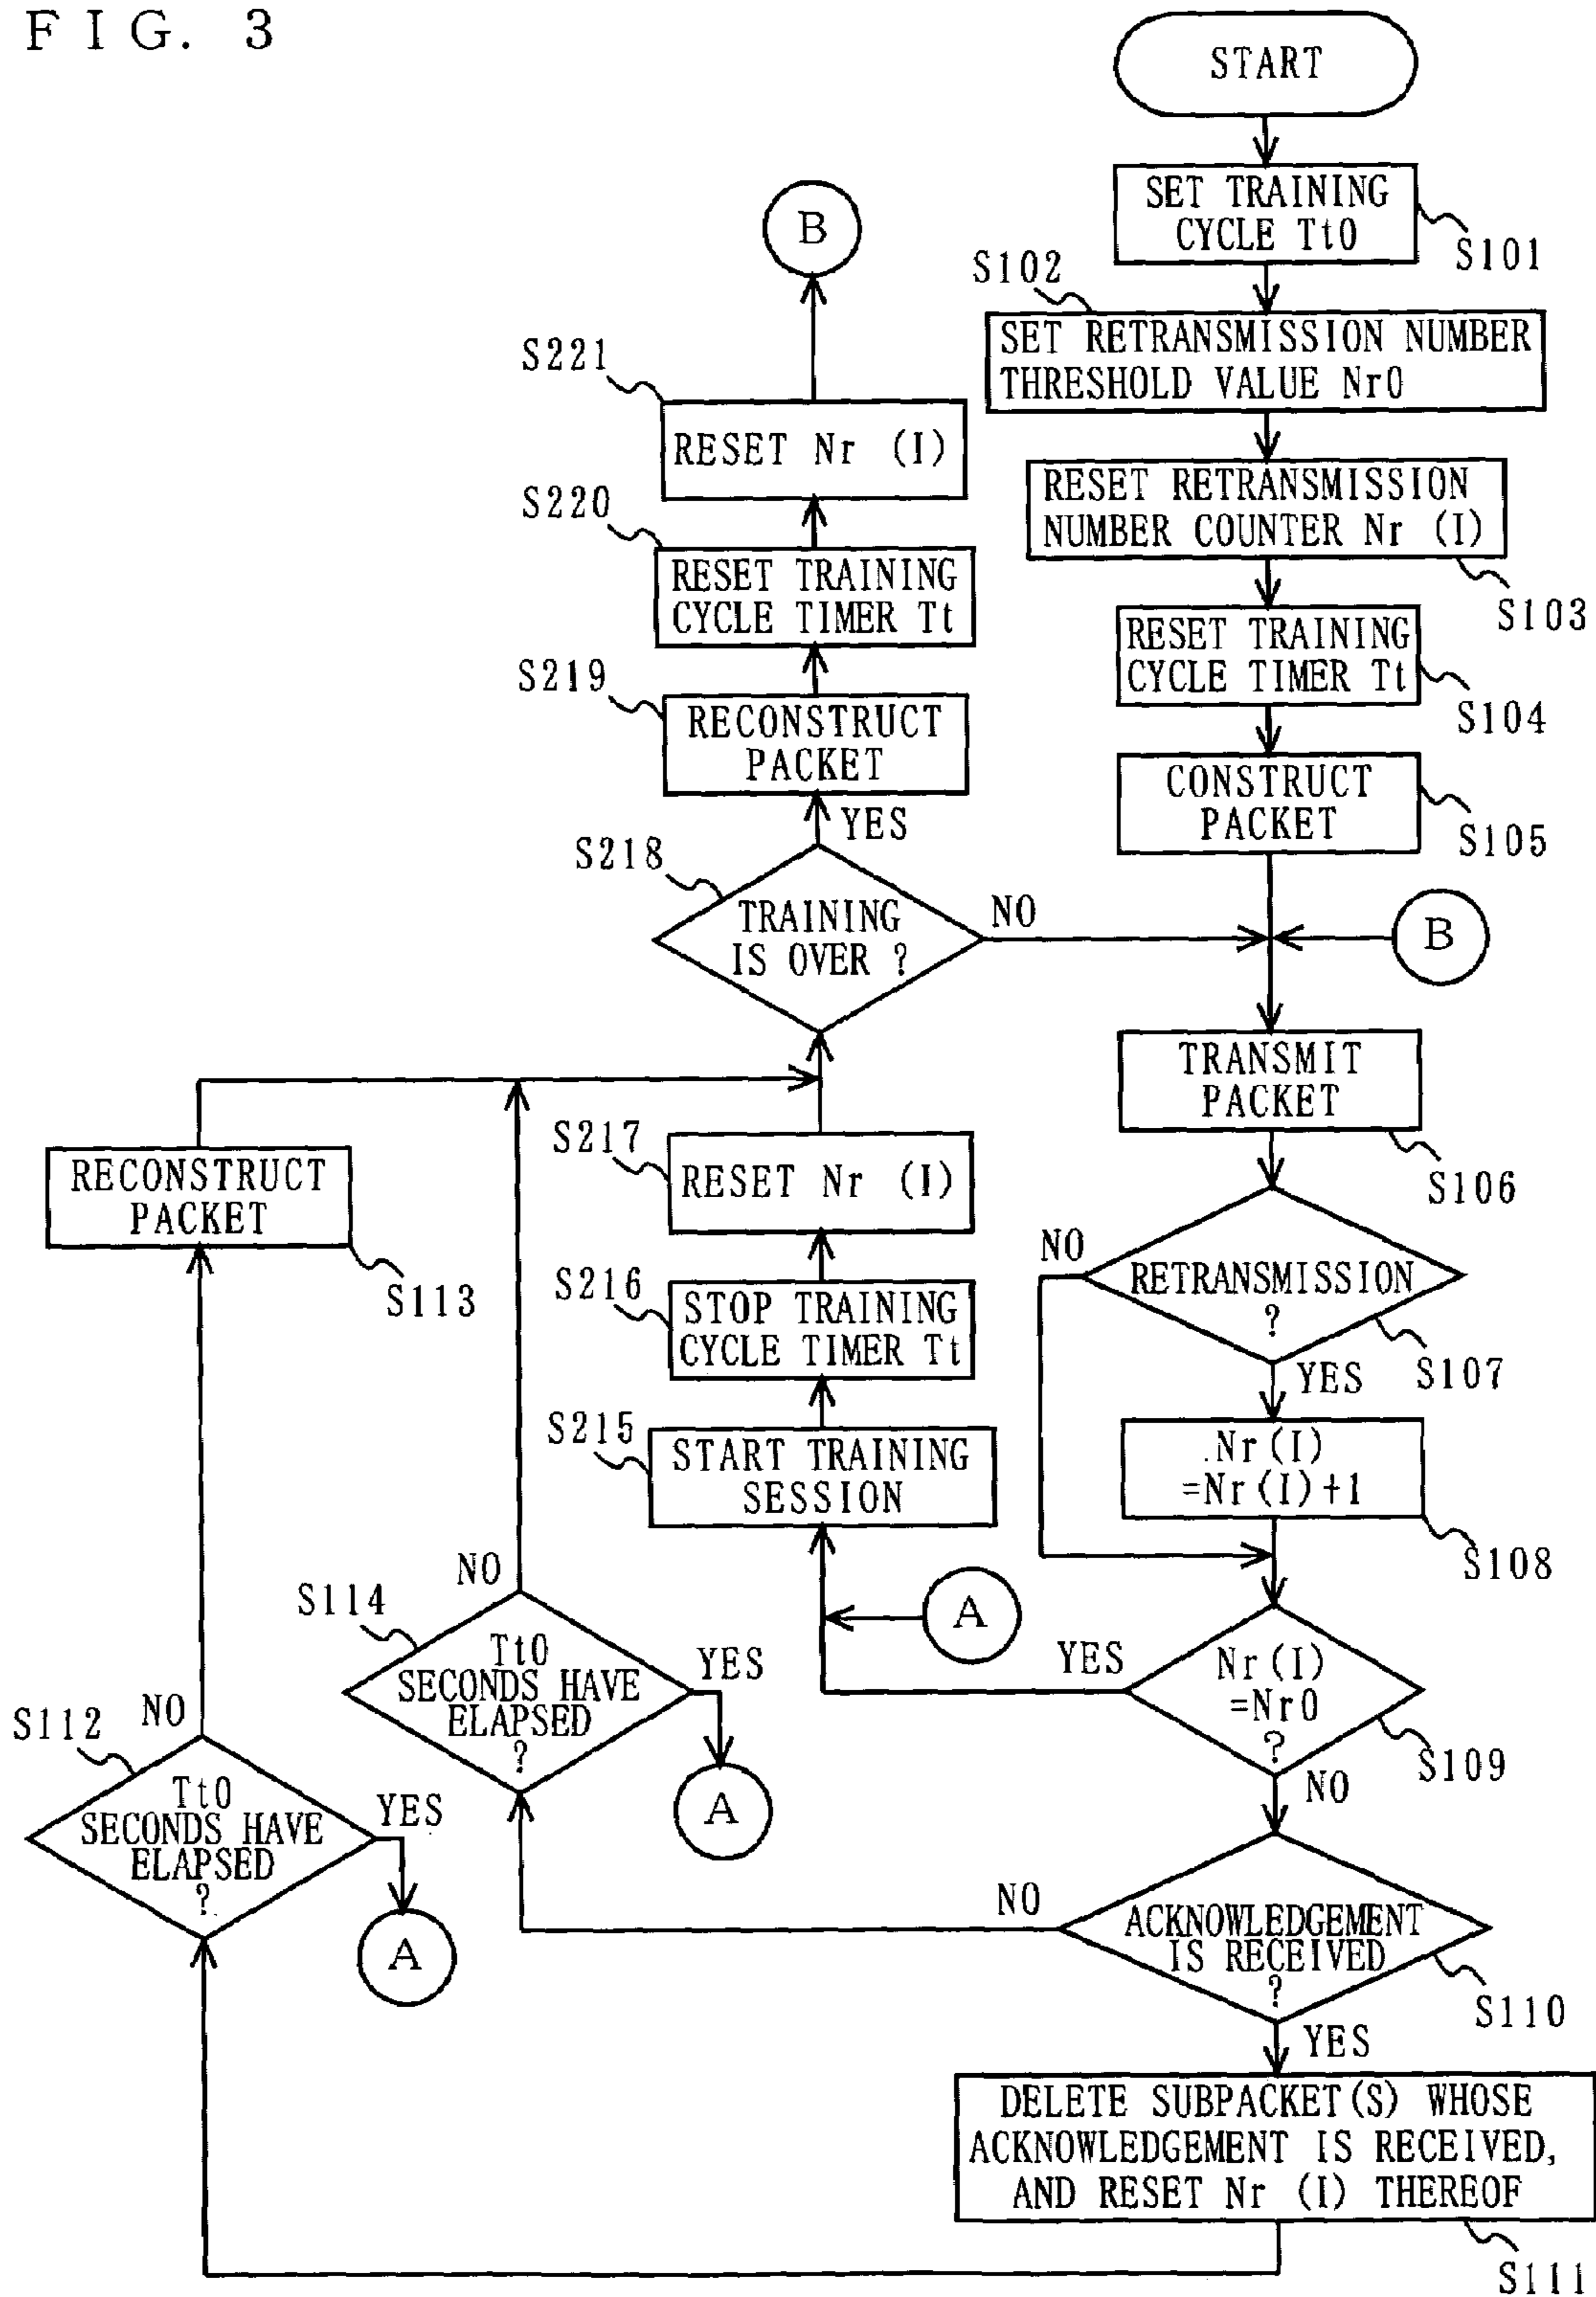 FIG. 3
START
SET TRAINING
CYCLE Tt0
S101
S102
SET RETRANSMISSION NUMBER
THRESHOLD VALUE Nr0
RESET RETRANSMISSION
NUMBER COUNTER Nr (I)
S103
RESET TRAINING
CYCLE TIMER Tt
S104
CONSTRUCT
PACKET
S105
B
TRANSMIT
PACKET
S106
RETRANSMISSION
?
NO
S107
YES
Nr(I)
=Nr(I)+1
S108
Nr(I)
=Nr0
?
YES
S109
NO
ACKNOWLEDGEMENT
IS RECEIVED
?
NO
S110
YES
DELETE SUBPACKET(S) WHOSE
ACKNOWLEDGEMENT IS RECEIVED,
AND RESET Nr (I) THEREOF
S111
S112
Tt0
SECONDS HAVE
ELAPSED
?
NO
YES
A
RECONSTRUCT
PACKET
S113
S114
Tt0
SECONDS HAVE
ELAPSED
?
NO
YES
A
A
S215
START TRAINING
SESSION
S216
STOP TRAINING
CYCLE TIMER Tt
S217
RESET Nr (I)
S218
TRAINING
IS OVER ?
NO
YES
S219
RECONSTRUCT
PACKET
S220
RESET TRAINING
CYCLE TIMER Tt
S221
RESET Nr (I)
B